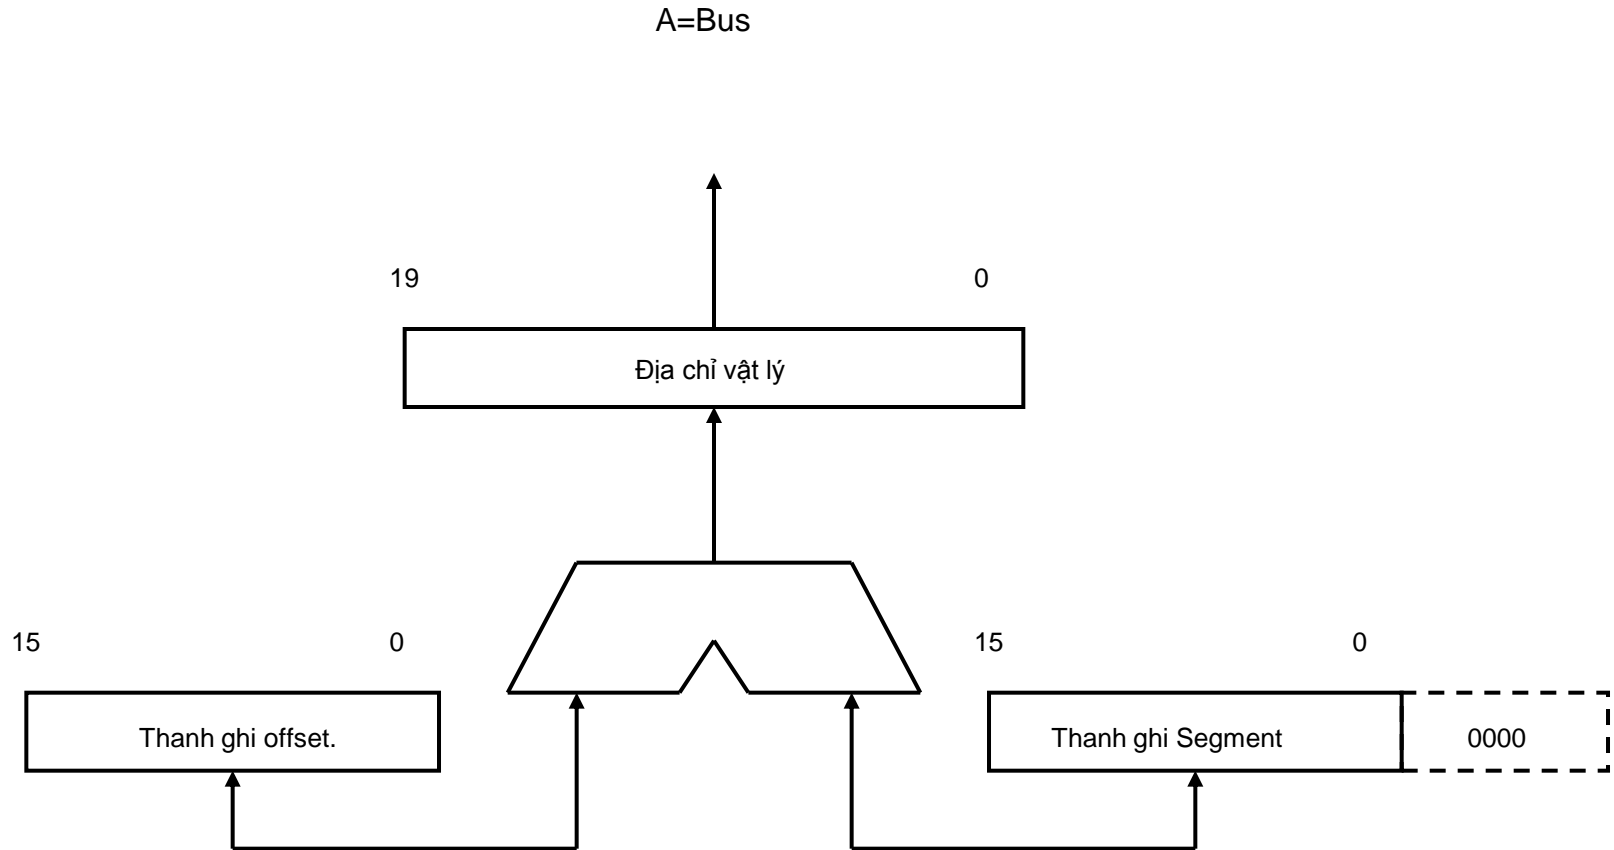 A=Bus
19 0
Địa chỉ vật lý
15 0 15 0
Thanh ghi offset. Thanh ghi Segment 0000